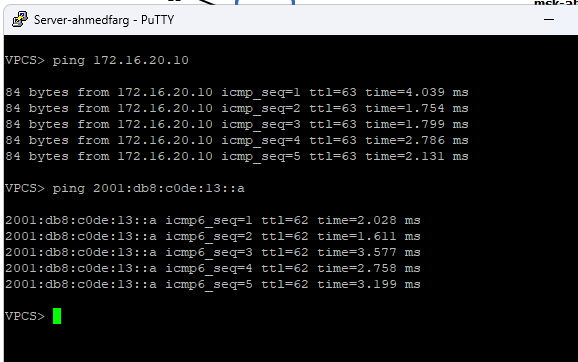 msk-ah
Server-ahmedfarg - PuTTY
VPCS> ping 172.16.20.10
84 bytes from 172.16.20.10 icmp_seq=1 ttl=63 time=4.039 ms
84 bytes from 172.16.20.10 icmp_seq=2 ttl=63 time=1.754 ms
84 bytes from 172.16.20.10 icmp_seq=3 ttl=63 time=1.799 ms
84 bytes from 172.16.20.10 icmp_seq=4 ttl=63 time=2.786 ms
84 bytes from 172.16.20.10 icmp_seq=5 ttl=63 time=2.131 ms
VPCS> ping 2001:db8:c0de:13::a
2001:db8:c0de:13::a icmp6_seq=1 ttl=62 time=2.028 ms
2001:db8:c0de:13::a icmp6_seq=2 ttl=62 time=1.611 ms
2001:db8:c0de:13::a icmp6_seq=3 ttl=62 time=3.577 ms
2001:db8:c0de:13::a icmp6_seq=4 ttl=62 time=2.758 ms
2001:db8:c0de:13::a icmp6_seq=5 ttl=62 time=3.199 ms
VPCS>